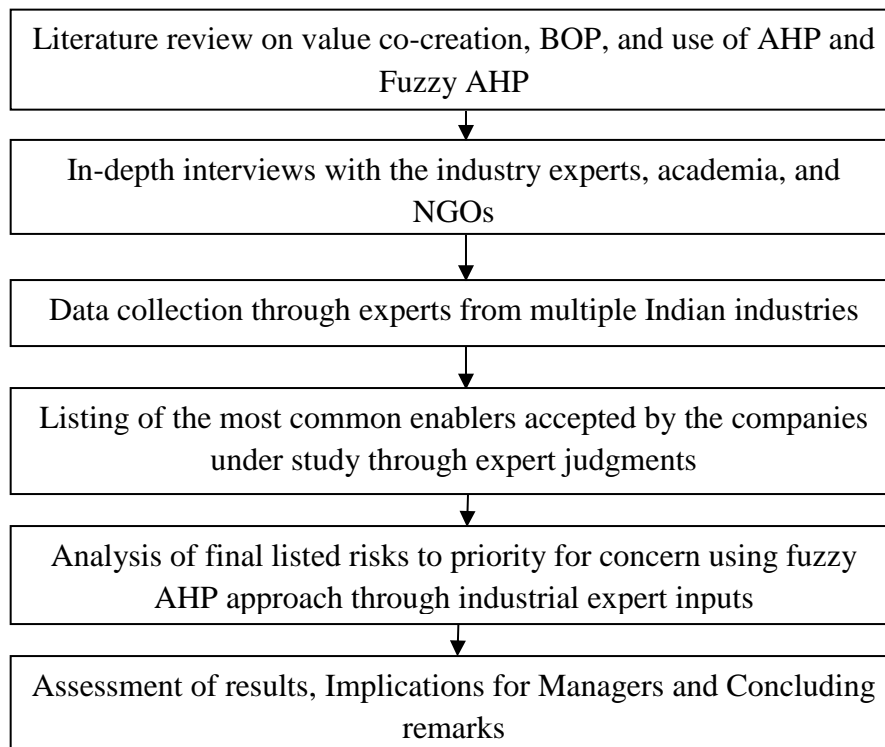 Literature review on value co-creation, BOP, and use of AHP and
Fuzzy AHP
In-depth interviews with the industry experts, academia, and
NGOs
Data collection through experts from multiple Indian industries
Listing of the most common enablers accepted by the companies
under study through expert judgments
Analysis of final listed risks to priority for concern using fuzzy
AHP approach through industrial expert inputs
Assessment of results, Implications for Managers and Concluding
remarks